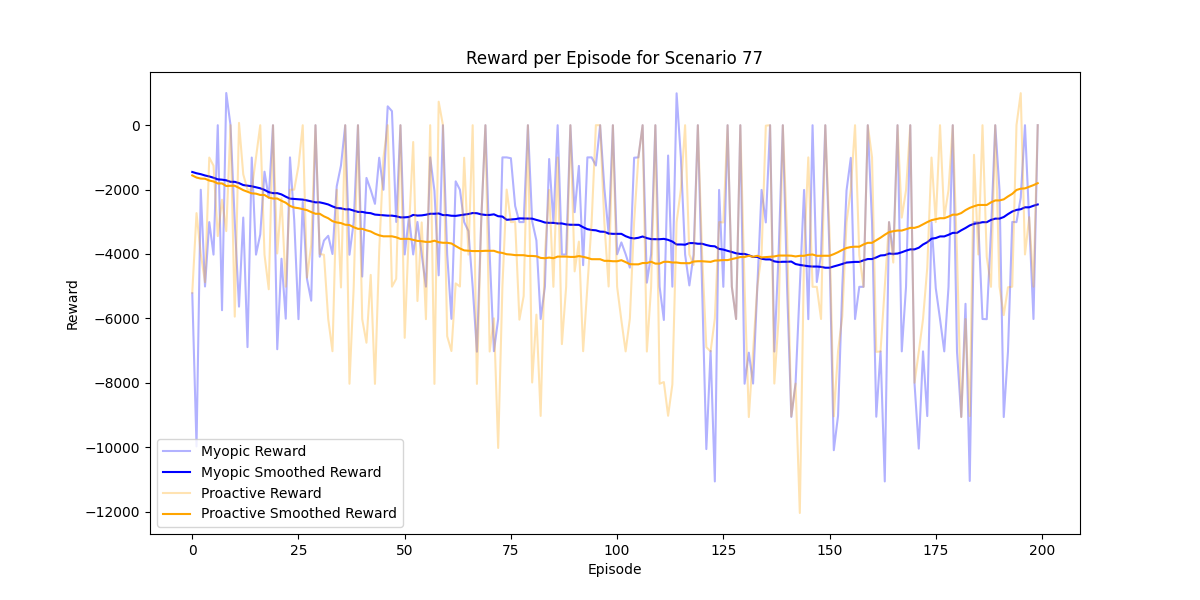 Reward per Episode for Scenario 77
Reward
0
−2000
−4000
−6000
−8000
−10000
−12000
Myopic Reward
Myopic Smoothed Reward
Proactive Reward
Proactive Smoothed Reward
0 25 50 75 100 125 150 175 200
Episode